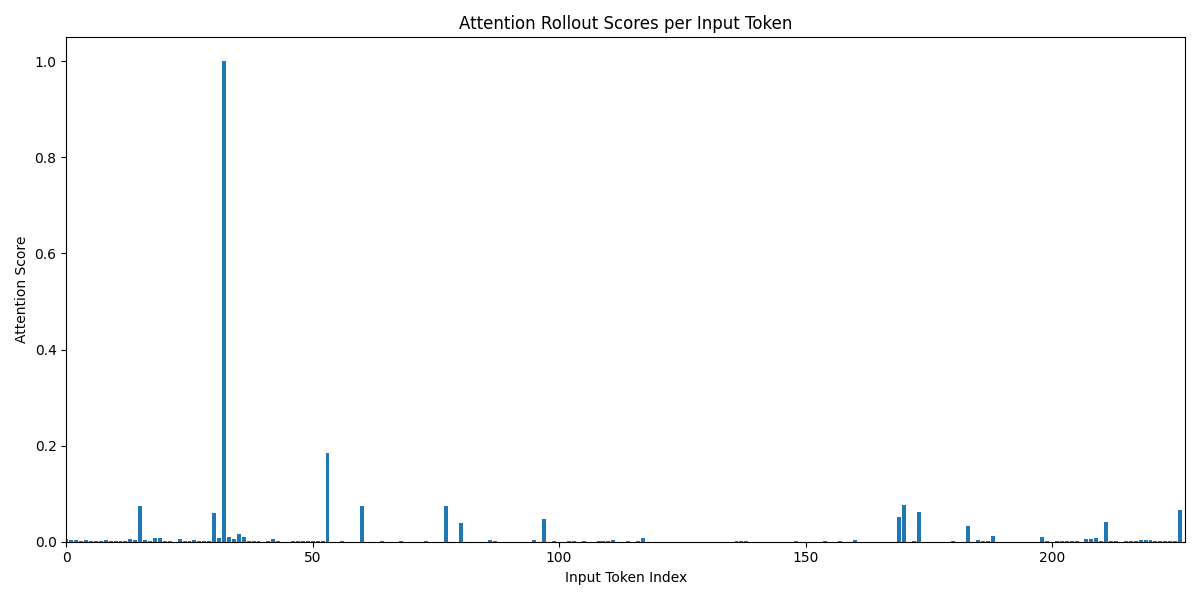 Attention Rollout Scores per Input Token
Attention Score
1.0
0.8
0.6
0.4
0.2
0.0
0 50 100 150 200
Input Token Index